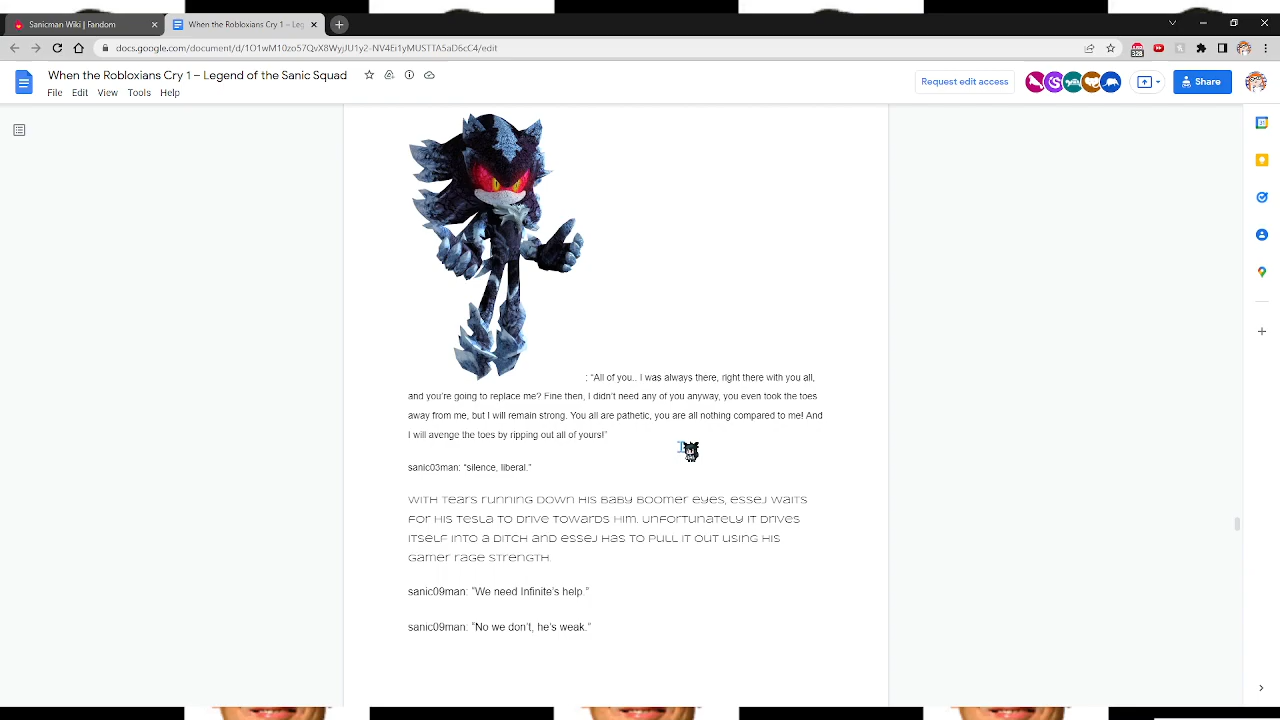 Sanicman Wiki | Fandom
When the Robloxians Cry 1 – Leg
docs.google.com/document/d/1O1wM10zo57QvX8WyjJU1y2-NV4Ei1yMUSTTA5aD6cC4/edit
When the Robloxians Cry 1 – Legend of the Sanic Squad
File Edit View Tools Help
Request edit access
Share
: “All of you.. I was always there, right there with you all,
and you’re going to replace me? Fine then, I didn’t need any of you anyway, you even took the toes
away from me, but I will remain strong. You all are pathetic, you are all nothing compared to me! And
I will avenge the toes by ripping out all of yours!”
sanic03man: “silence, liberal.”
With tears running down his baby boomer eyes, essej waits
for his Tesla to drive towards him. Unfortunately it drives
itself into a ditch and essej has to pull it out using his
gamer rage strength.
sanic09man: “We need Infinite’s help.”
sanic09man: “No we don’t, he’s weak.”